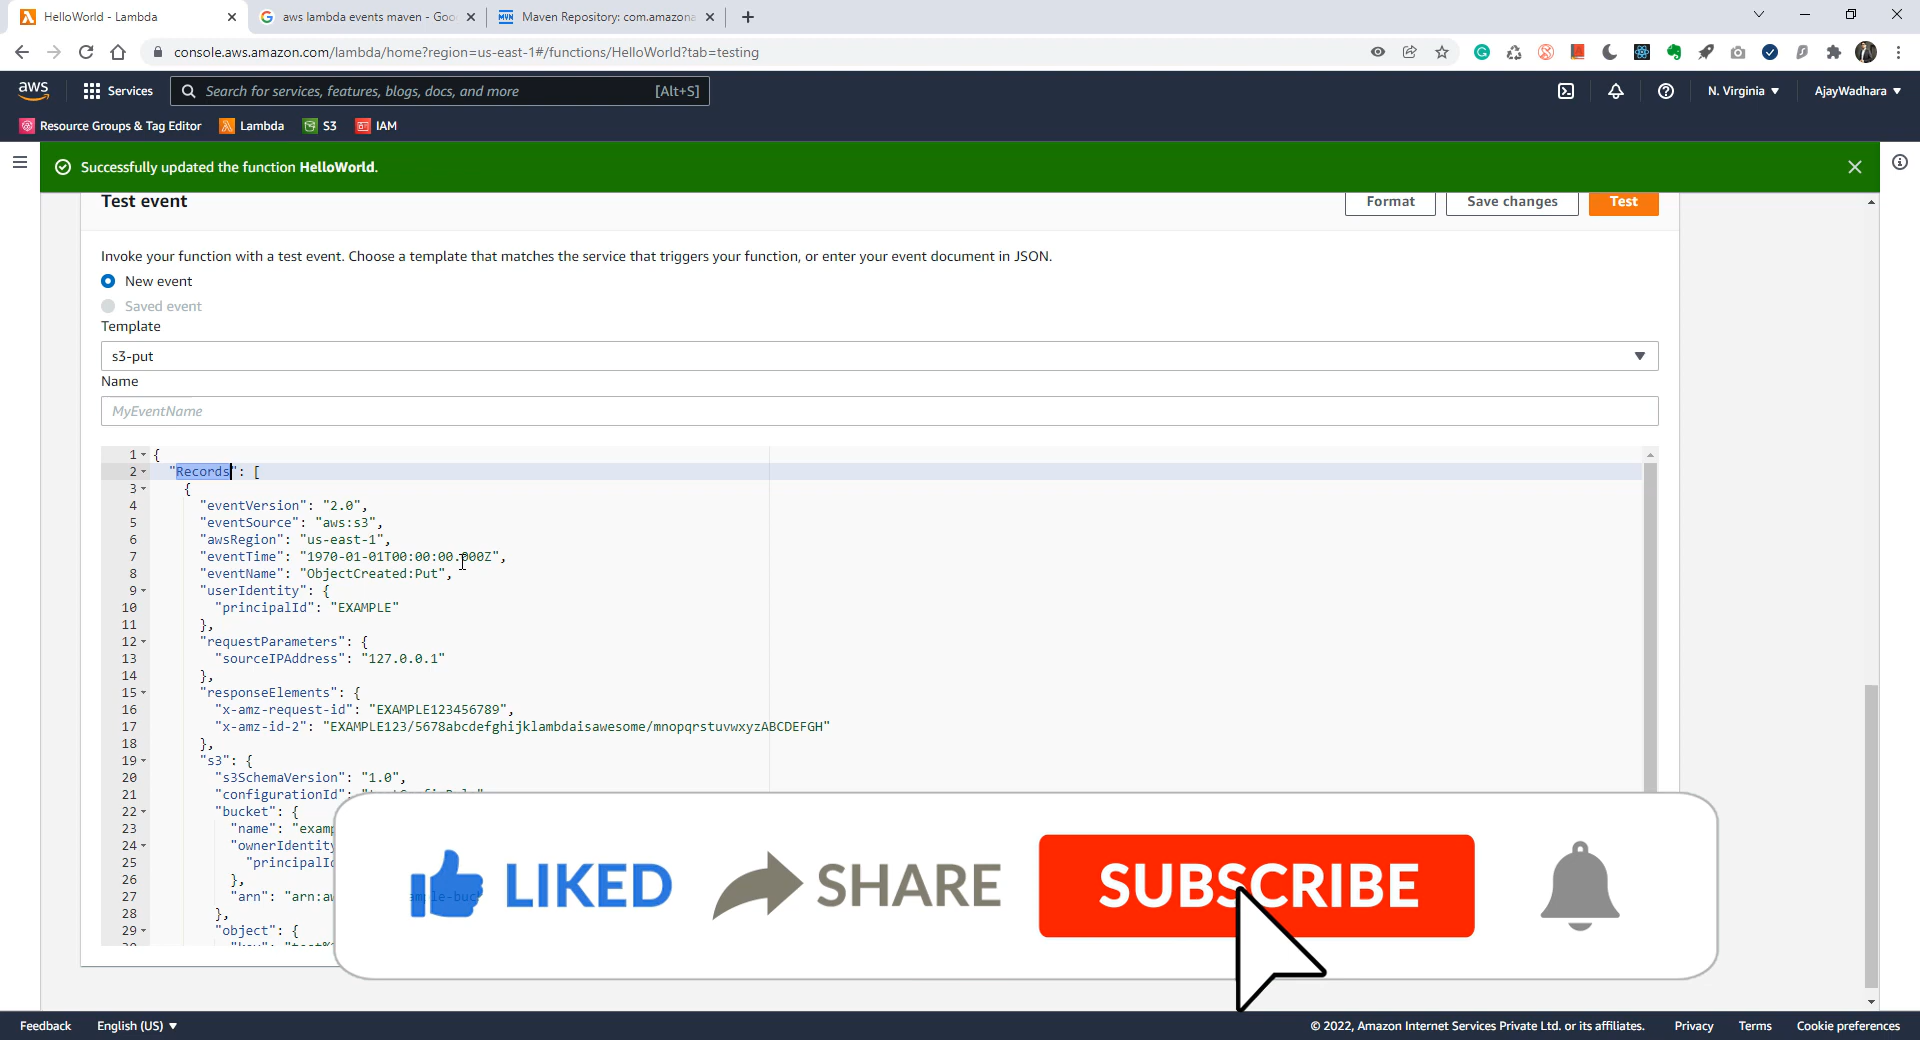 HelloWorld - Lambda
aws lambda events maven - Goo
MVN Maven Repository: com.amazona
console.aws.amazon.com/lambda/home?region=us-east-1#/functions/HelloWorld?tab=testing
aws Services Search for services, features, blogs, docs, and more [Alt+S] N. Virginia ▼ AjayWadhara ▼
Resource Groups & Tag Editor Lambda S3 IAM
Successfully updated the function HelloWorld.
Test event Format Save changes Test
Invoke your function with a test event. Choose a template that matches the service that triggers your function, or enter your event document in JSON.
New event
Saved event
Template
s3-put
Name
MyEventName
1 {
2 "Records": [
3 {
4 "eventVersion": "2.0",
5 "eventSource": "aws:s3",
6 "awsRegion": "us-east-1",
7 "eventTime": "1970-01-01T00:00:00.000Z",
8 "eventName": "ObjectCreated:Put",
9 "userIdentity": {
10 "principalId": "EXAMPLE"
11 },
12 "requestParameters": {
13 "sourceIPAddress": "127.0.0.1"
14 },
15 "responseElements": {
16 "x-amz-request-id": "EXAMPLE123456789",
17 "x-amz-id-2": "EXAMPLE123/5678abcdefghijklambdaisawesome/mnopqrstuvwxyzABCDEFGH"
18 },
19 "s3": {
20 "s3SchemaVersion": "1.0",
21 "configurationId":
22 "bucket": {
23 "name": "examp
24 "ownerIdentity
25 "principalId
26 },
27 "arn": "arn:aw
28 },
29 "object": {
LIKED SHARE SUBSCRIBE
Feedback English (US) ▼ © 2022, Amazon Internet Services Private Ltd. or its affiliates. Privacy Terms Cookie preferences